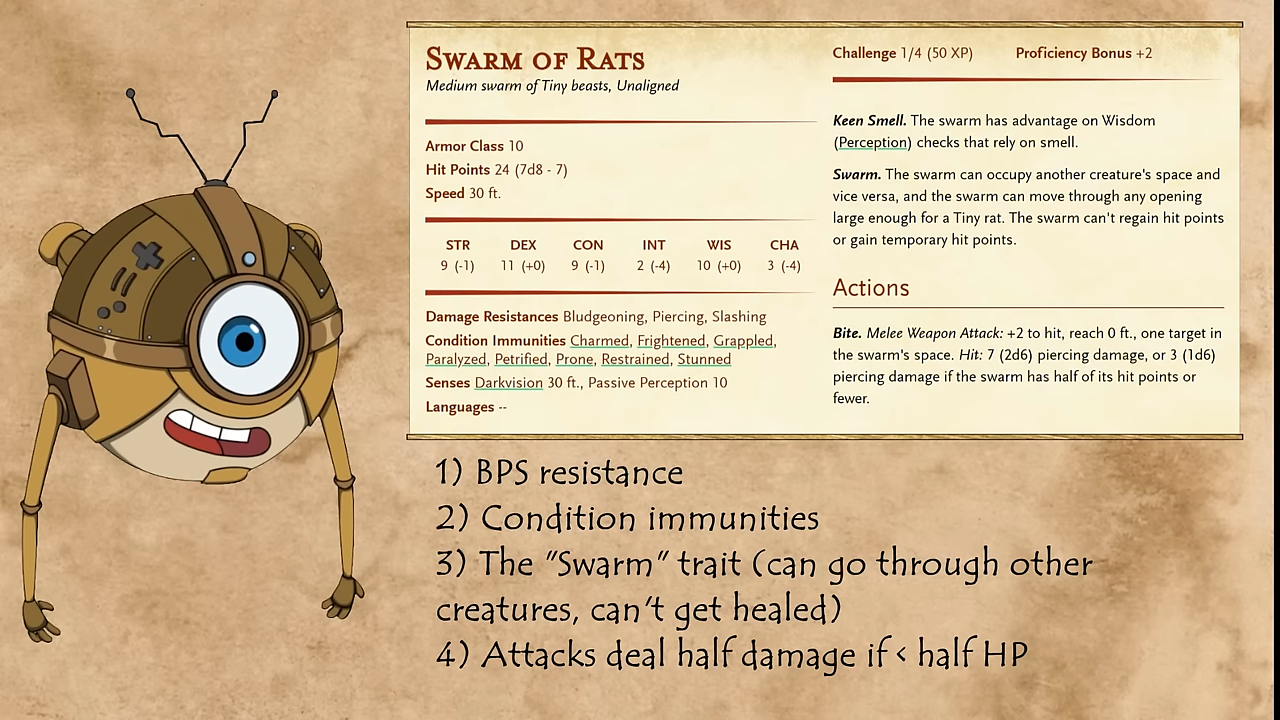 SWARM OF RATS
Medium swarm of Tiny beasts, Unaligned
Armor Class 10
Hit Points 24 (7d8 - 7)
Speed 30 ft.
STR DEX CON INT WIS CHA
9 (-1) 11 (+0) 9 (-1) 2 (-4) 10 (+0) 3 (-4)
Damage Resistances Bludgeoning, Piercing, Slashing
Condition Immunities Charmed, Frightened, Grappled,
Paralyzed, Petrified, Prone, Restrained, Stunned
Senses Darkvision 30 ft., Passive Perception 10
Languages --
Challenge 1/4 (50 XP) Proficiency Bonus +2
Keen Smell. The swarm has advantage on Wisdom
(Perception) checks that rely on smell.
Swarm. The swarm can occupy another creature's space and
vice versa, and the swarm can move through any opening
large enough for a Tiny rat. The swarm can't regain hit points
or gain temporary hit points.
Actions
Bite. Melee Weapon Attack: +2 to hit, reach 0 ft., one target in
the swarm's space. Hit: 7 (2d6) piercing damage, or 3 (1d6)
piercing damage if the swarm has half of its hit points or
fewer.
1) BPS resistance
2) Condition immunities
3) The "Swarm" trait (can go through other
creatures, can't get healed)
4) Attacks deal half damage if < half HP